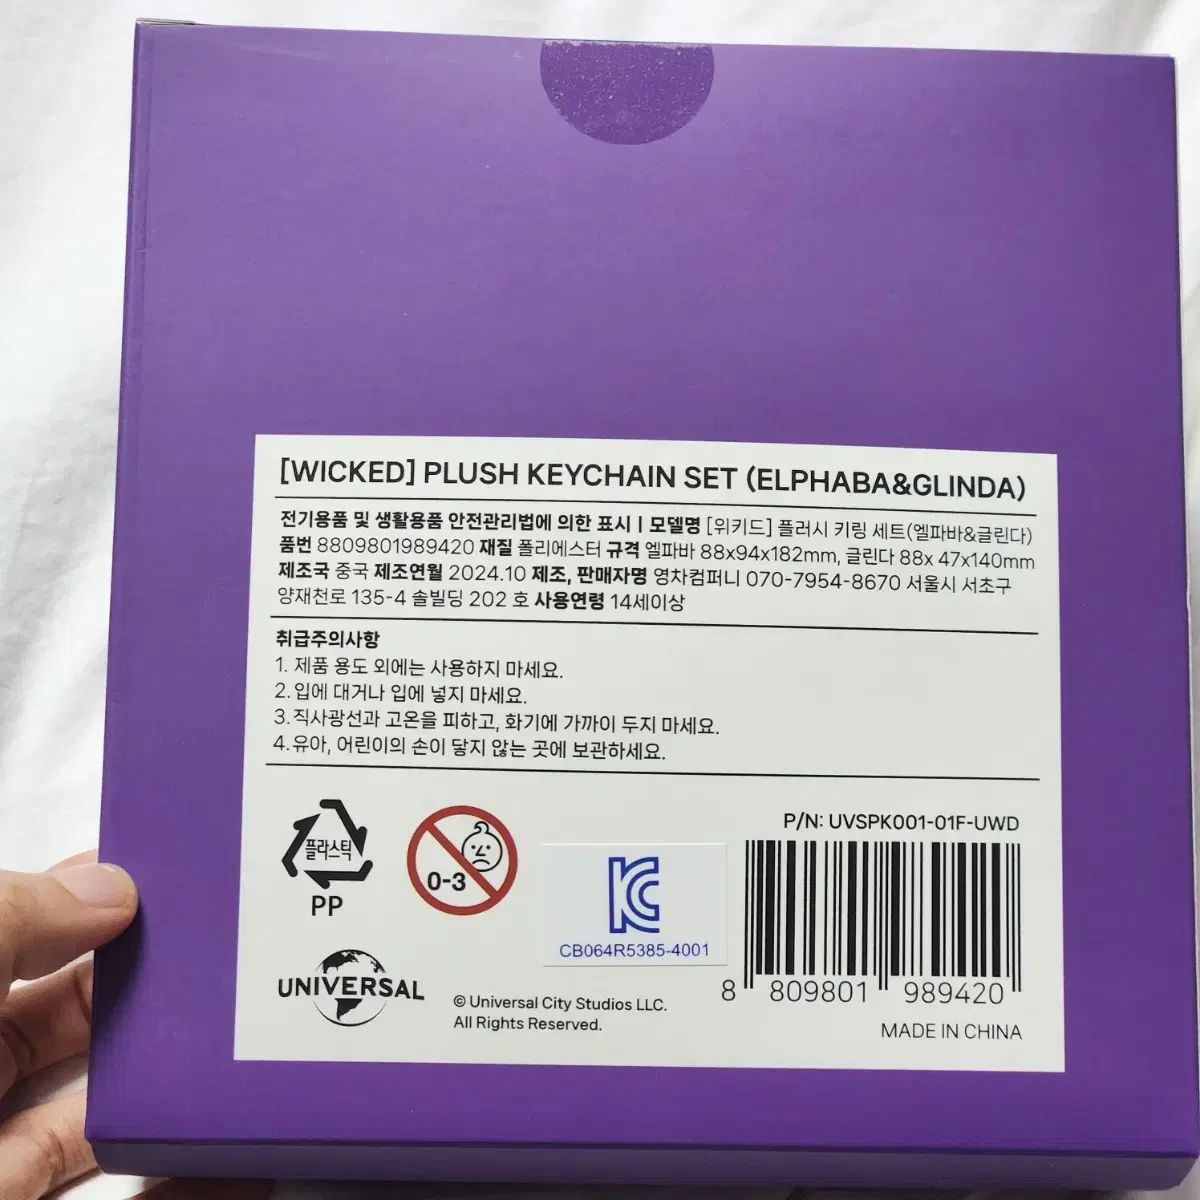 [WICKED] PLUSH KEYCHAIN SET (ELPHABA&GLINDA)
전기용품 및 생활용품 안전관리법에 의한 표시 | 모델명 [위키드] 플러시 키링 세트(엘파바&글린다)
품번 8809801989420 재질 폴리에스터 규격 엘파바 88x94x182mm, 글린다 88x 47x140mm
제조국 중국 제조연월 2024.10 제조, 판매자명 영차컴퍼니 070-7954-8670 서울시 서초구
양재천로 135-4 솔빌딩 202 호 사용연령 14세이상
취급주의사항
1. 제품 용도 외에는 사용하지 마세요.
2. 입에 대거나 입에 넣지 마세요.
3. 직사광선과 고온을 피하고, 화기에 가까이 두지 마세요.
4. 유아, 어린이의 손이 닿지 않는 곳에 보관하세요.
플라스틱
PP
0-3
KC
CB064R5385-4001
P/N: UVSPK001-01F-UWD
8 809801 989420
MADE IN CHINA
UNIVERSAL
© Universal City Studios LLC.
All Rights Reserved.